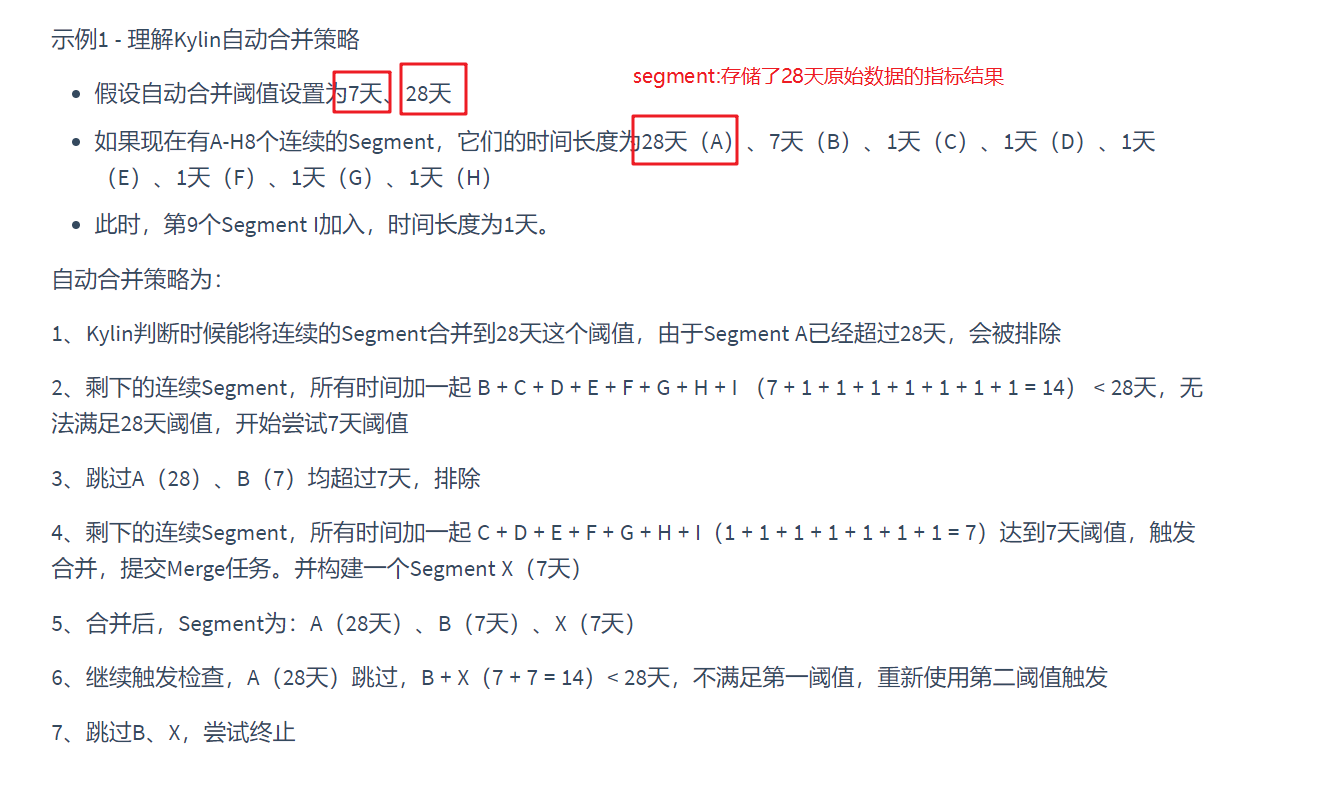 示例1 - 理解Kylin自动合并策略
segment:存储了28天原始数据的指标结果
假设自动合并阈值设置为7天、28天
如果现在有A-H8个连续的Segment，它们的时间长度为28天（A）、7天（B）、1天（C）、1天（D）、1天
（E）、1天（F）、1天（G）、1天（H）
此时，第9个Segment I加入，时间长度为1天。
自动合并策略为：
1、Kylin判断时候能将连续的Segment合并到28天这个阈值，由于Segment A已经超过28天，会被排除
2、剩下的连续Segment，所有时间加一起 B + C + D + E + F + G + H + I （7 + 1 + 1 + 1 + 1 + 1 + 1 + 1 = 14） < 28天，无
法满足28天阈值，开始尝试7天阈值
3、跳过A（28）、B（7）均超过7天，排除
4、剩下的连续Segment，所有时间加一起 C + D + E + F + G + H + I（1 + 1 + 1 + 1 + 1 + 1 + 1 = 7）达到7天阈值，触发
合并，提交Merge任务。并构建一个Segment X（7天）
5、合并后，Segment为：A（28天）、B（7天）、X（7天）
6、继续触发检查，A（28天）跳过，B + X（7 + 7 = 14）< 28天，不满足第一阈值，重新使用第二阈值触发
7、跳过B、X，尝试终止